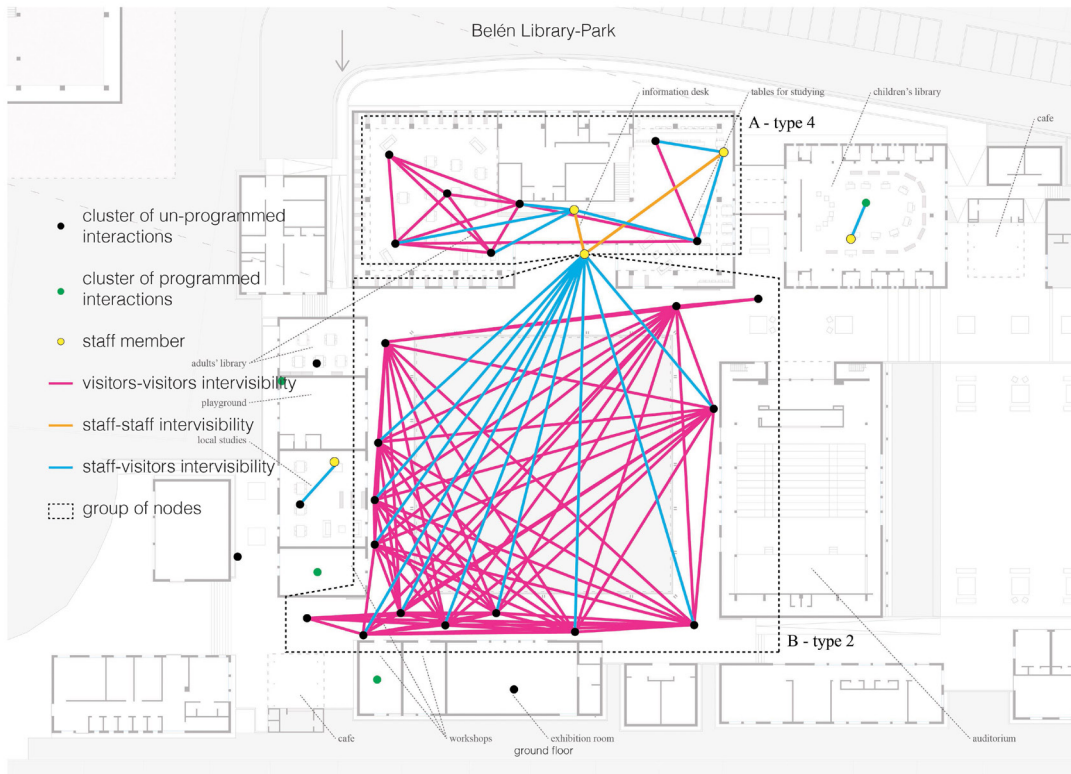 Belén Library-Park
information desk
tables for studying
children's library
cafe
A - type 4
cluster of un-programmed
interactions
cluster of programmed
interactions
staff member
adults' library
visitors-visitors intervisibility
playground
staff-staff intervisibility
local studies
staff-visitors intervisibility
group of nodes
B - type 2
cafe
workshops
exhibition room
ground floor
auditorium